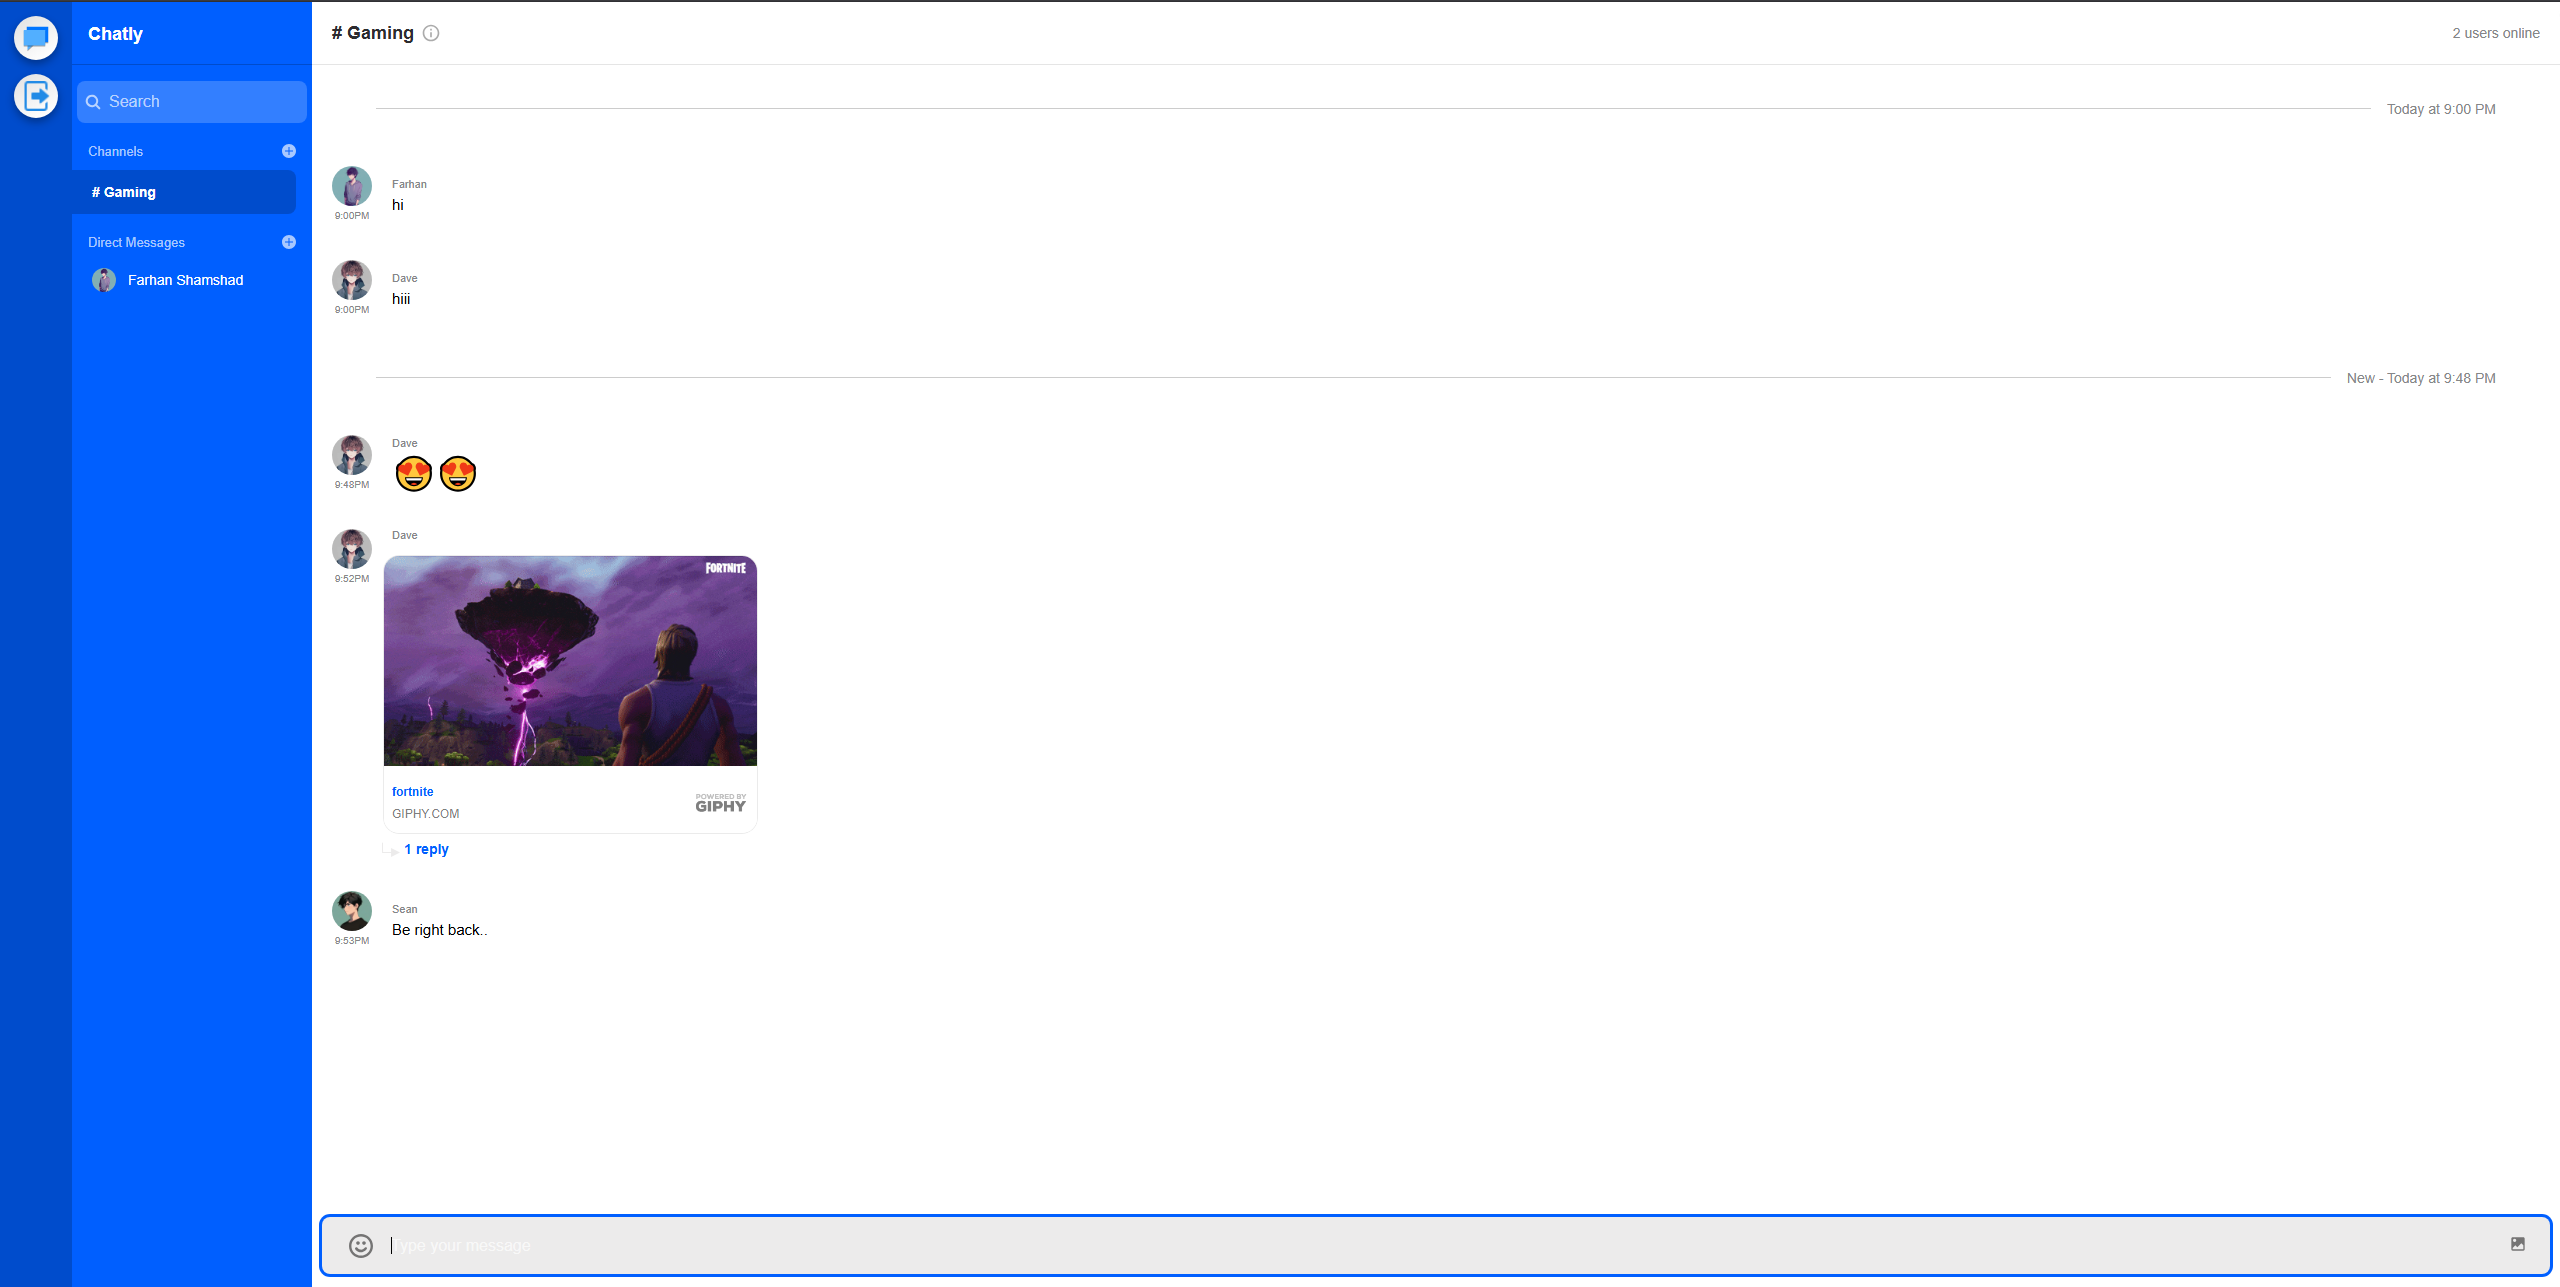 Chatly
Search
Channels
# Gaming
Direct Messages
Farhan Shamshad
# Gaming
2 users online
Today at 9:00 PM
Farhan
hi
9:00PM
Dave
hiii
9:00PM
New - Today at 9:48 PM
Dave
9:48PM
Dave
9:52PM
FORTNITE
fortnite
GIPHY.COM
POWERED BY
GIPHY
1 reply
Sean
Be right back..
9:53PM
Type your message